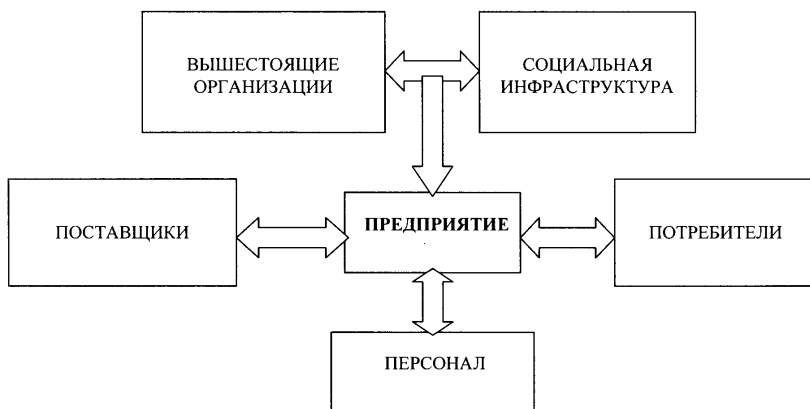 ВЫШЕСТОЯЩИЕ
ОРГАНИЗАЦИИ
СОЦИАЛЬНАЯ
ИНФРАСТРУКТУРА
ПОСТАВЩИКИ
ПРЕДПРИЯТИЕ
ПОТРЕБИТЕЛИ
ПЕРСОНАЛ